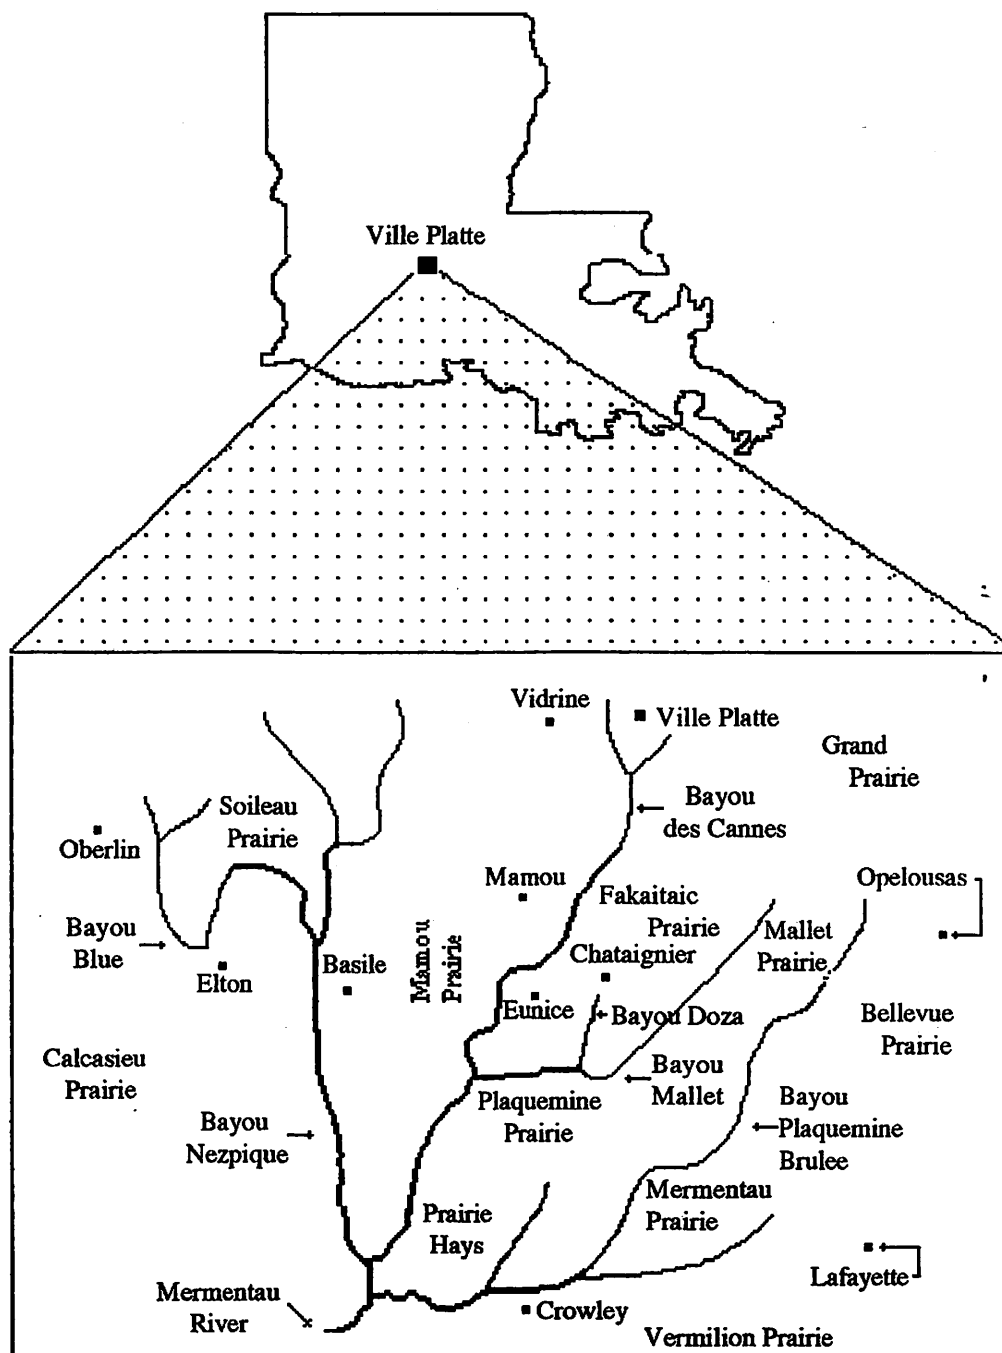 Ville Platte
Vidrine
Ville Platte
Grand
Prairie
Soileau
Prairie
Bayou
des Cannes
Oberlin
Mamou
Fakaitaic
Prairie
Opelousas
Mallet
Prairie
Bayou
Blue
Elton
Basile
Mamou
Prairie
Chataignier
Eunice
Bayou Doza
Bellevue
Prairie
Calcasieu
Prairie
Bayou
Mallet
Plaquemine
Prairie
Bayou
Plaquemine
Brulee
Bayou
Nezpique
Mermentau
Prairie
Prairie
Hays
Lafayette
Mermentau
River
Crowley
Vermilion Prairie